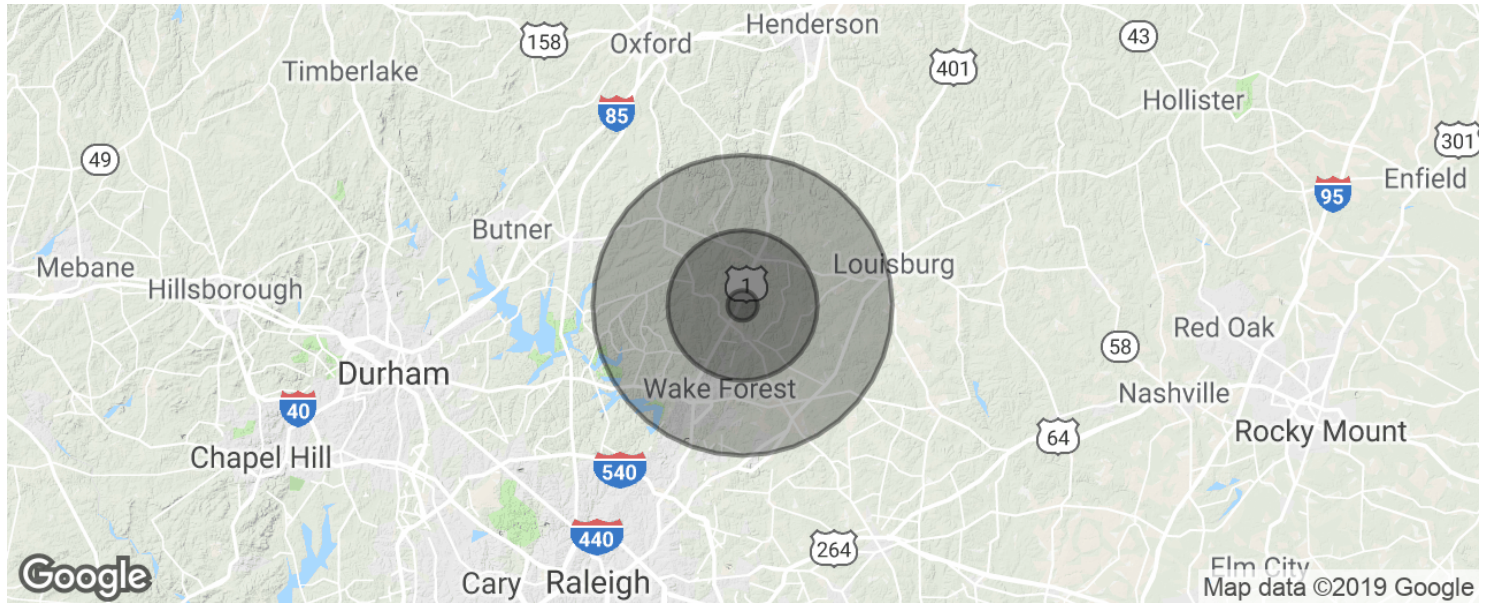 Henderson
43
158
Oxford
401
Timberlake
Hollister
85
301
49
Enfield
95
Butner
Mebane
Louisburg
Hillsborough
1
Red Oak
58
Durham
Wake Forest
Nashville
40
Rocky Mount
64
Chapel Hill
540
440
264
Elm City
Google
Cary
Raleigh
Map data ©2019 Google